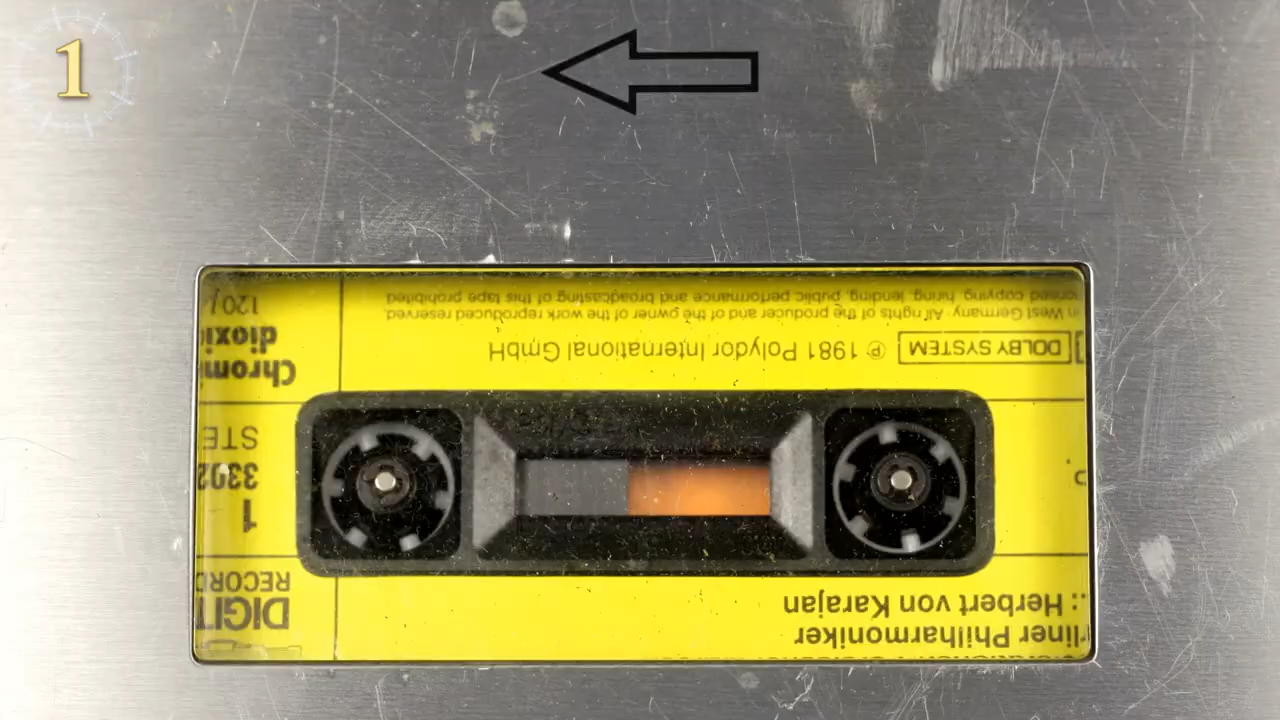 1
rliner Philharmoniker
.: Herbert von Karajan
DIGIT
RECORD
1
3302
STE
Chrom
dioxi
120
DOLBY SYSTEM ℗ 1981 Polydor International GmbH
in West Germany · All rights of the producer and of the owner of the work reproduced reserved.
copying, hiring, lending, public performance and broadcasting of this tape prohibited